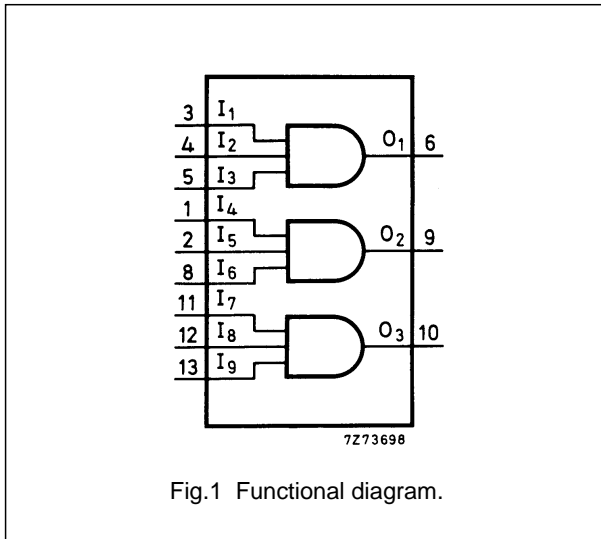 3 I1
4 I2 O1 6
5 I3
1 I4
2 I5 O2 9
8 I6
11 I7
12 I8 O3 10
13 I9
7Z73698
Fig.1 Functional diagram.